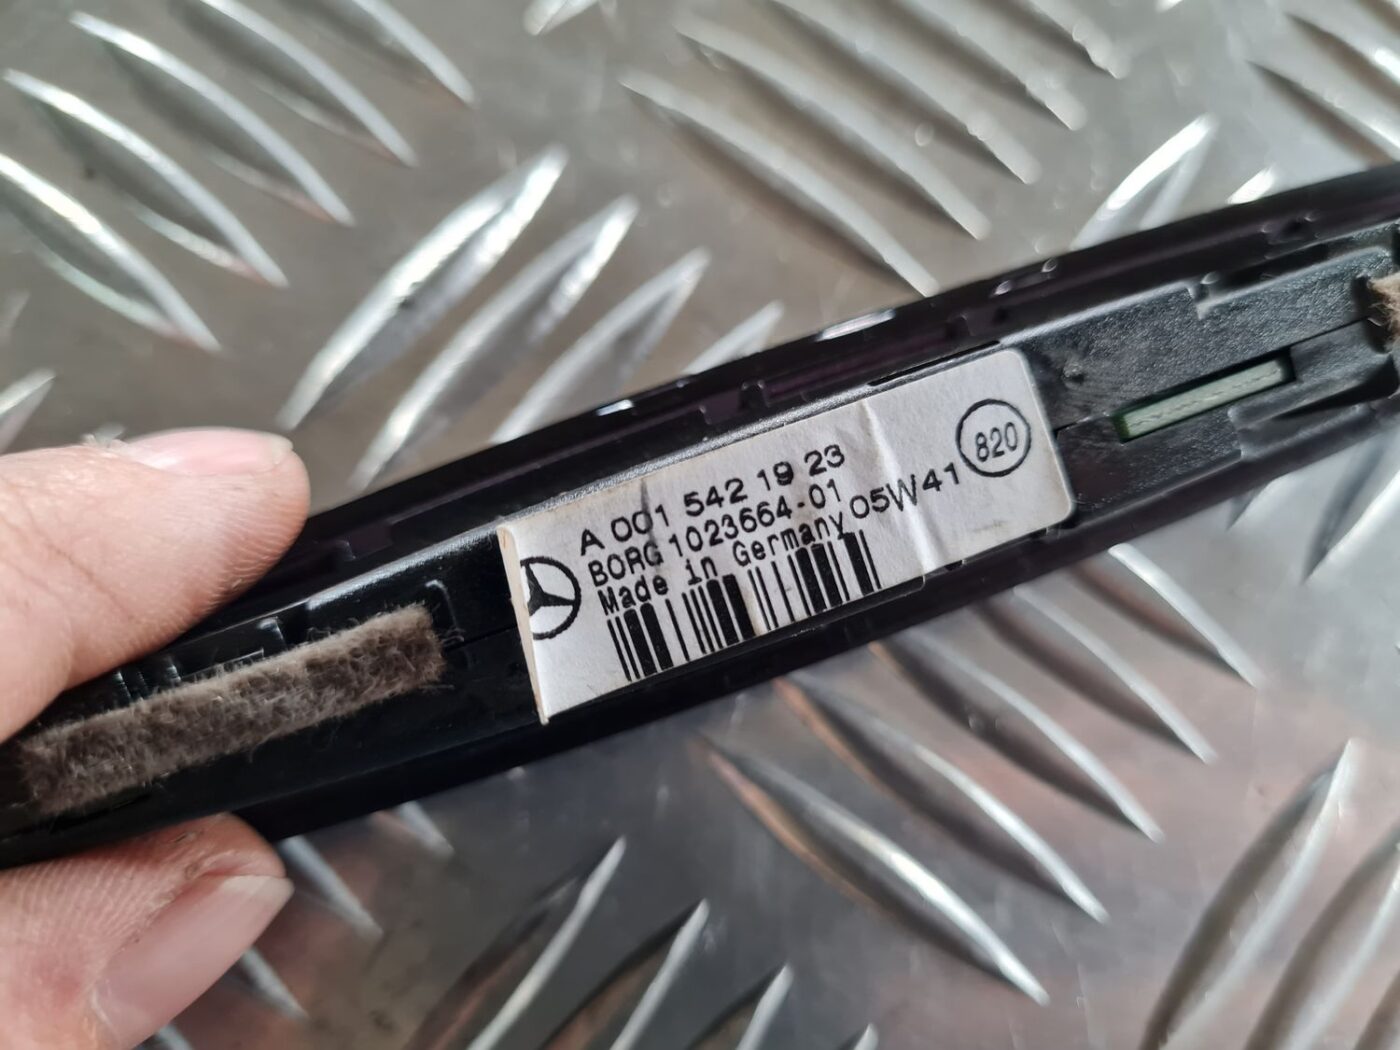 A 001 542 19 23
BORG 1023664-01
Made in Germany 05W41
820